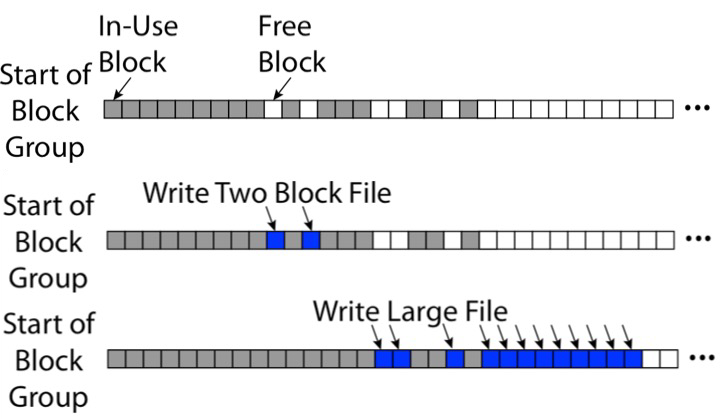 In-Use
Block
Free
Block
Start of
Block
Group
...
Write Two Block File
Start of
Block
Group
...
Write Large File
Start of
Block
Group
...